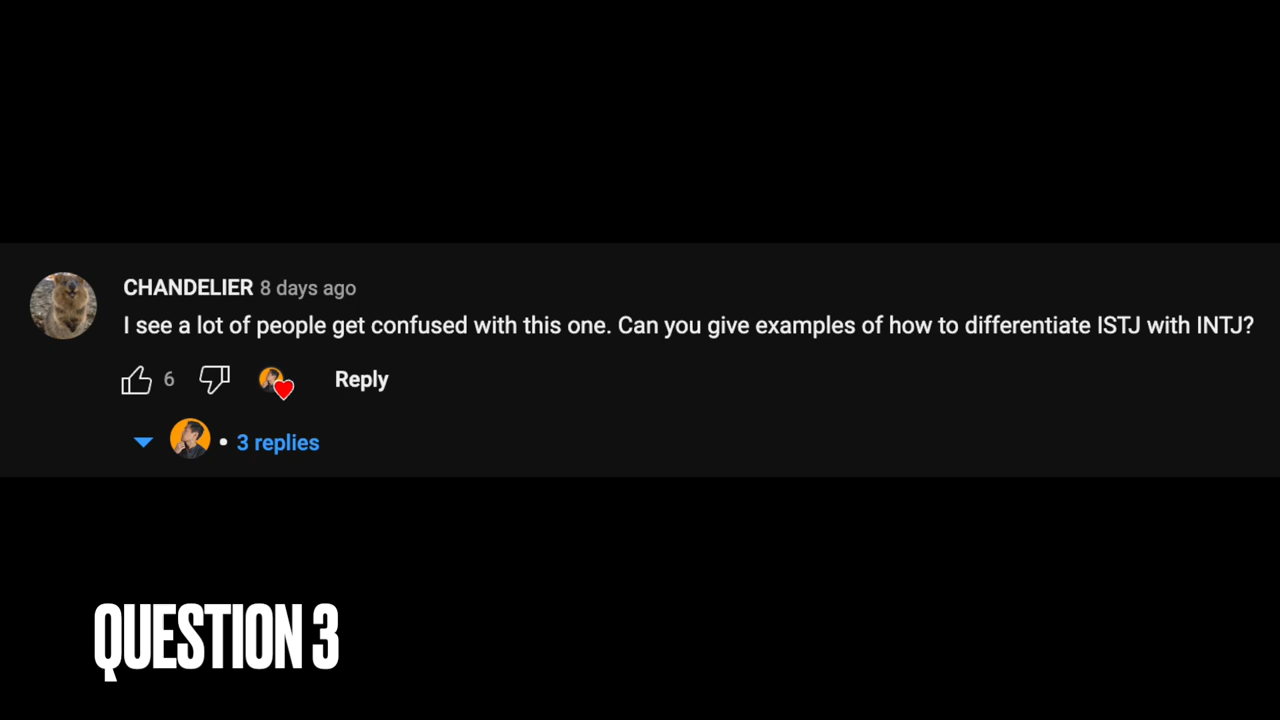 CHANDELIER 8 days ago
I see a lot of people get confused with this one. Can you give examples of how to differentiate ISTJ with INTJ?
6 Reply
• 3 replies
QUESTION 3